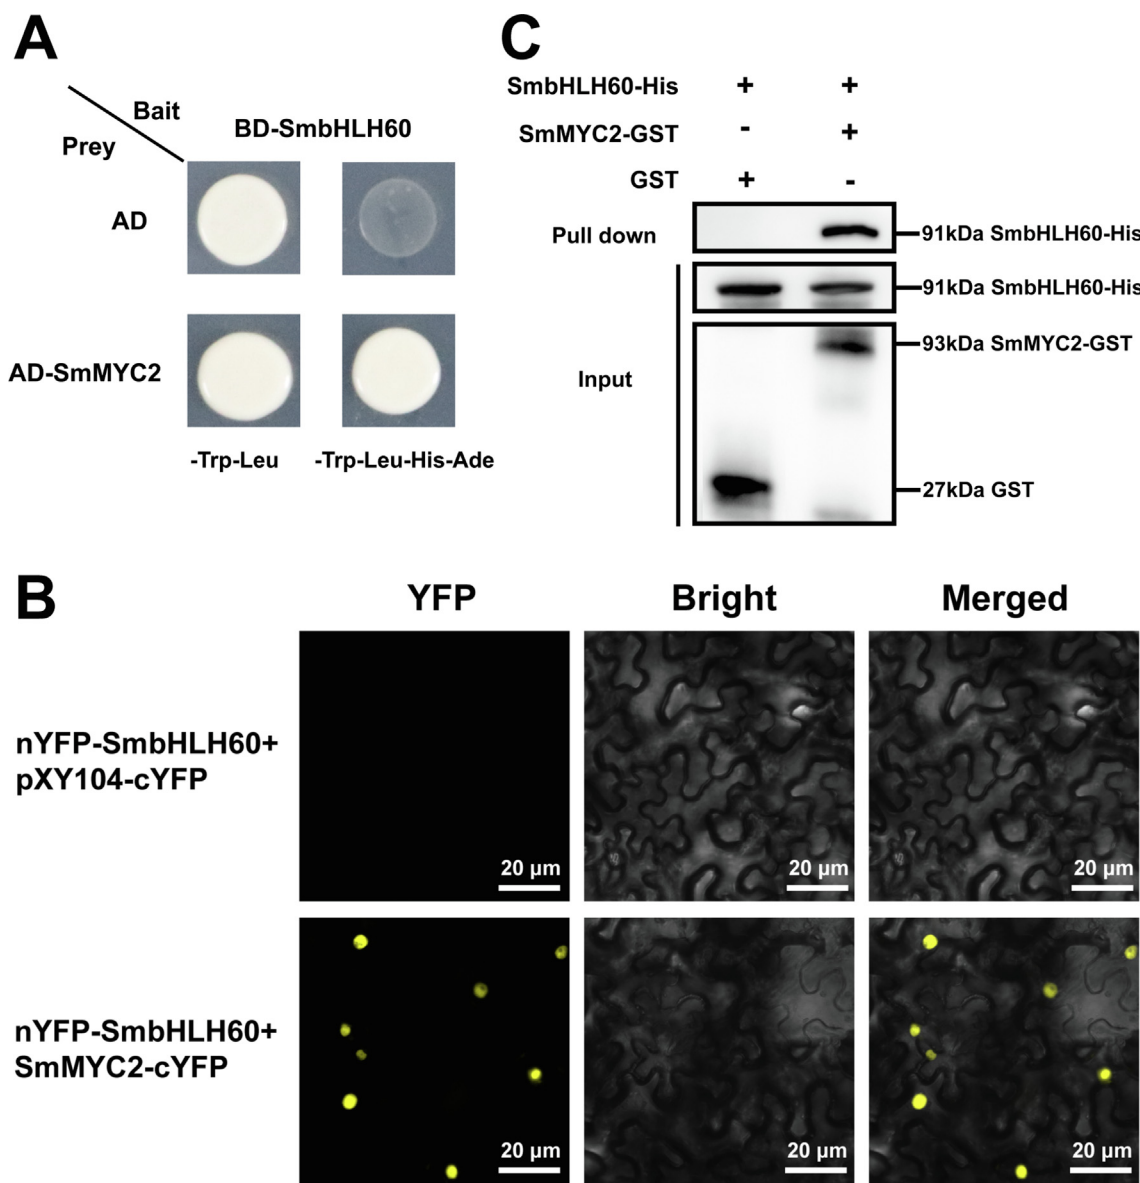 A
Bait
Prey
BD-SmbHLH60
AD
AD-SmMYC2
-Trp-Leu
-Trp-Leu-His-Ade
C
SmbHLH60-His + +
SmMYC2-GST - +
GST + -
Pull down
91kDa SmbHLH60-His
91kDa SmbHLH60-His
93kDa SmMYC2-GST
Input
27kDa GST
B
YFP Bright Merged
nYFP-SmbHLH60+
pXY104-cYFP
20 µm 20 µm 20 µm
nYFP-SmbHLH60+
SmMYC2-cYFP
20 µm 20 µm 20 µm